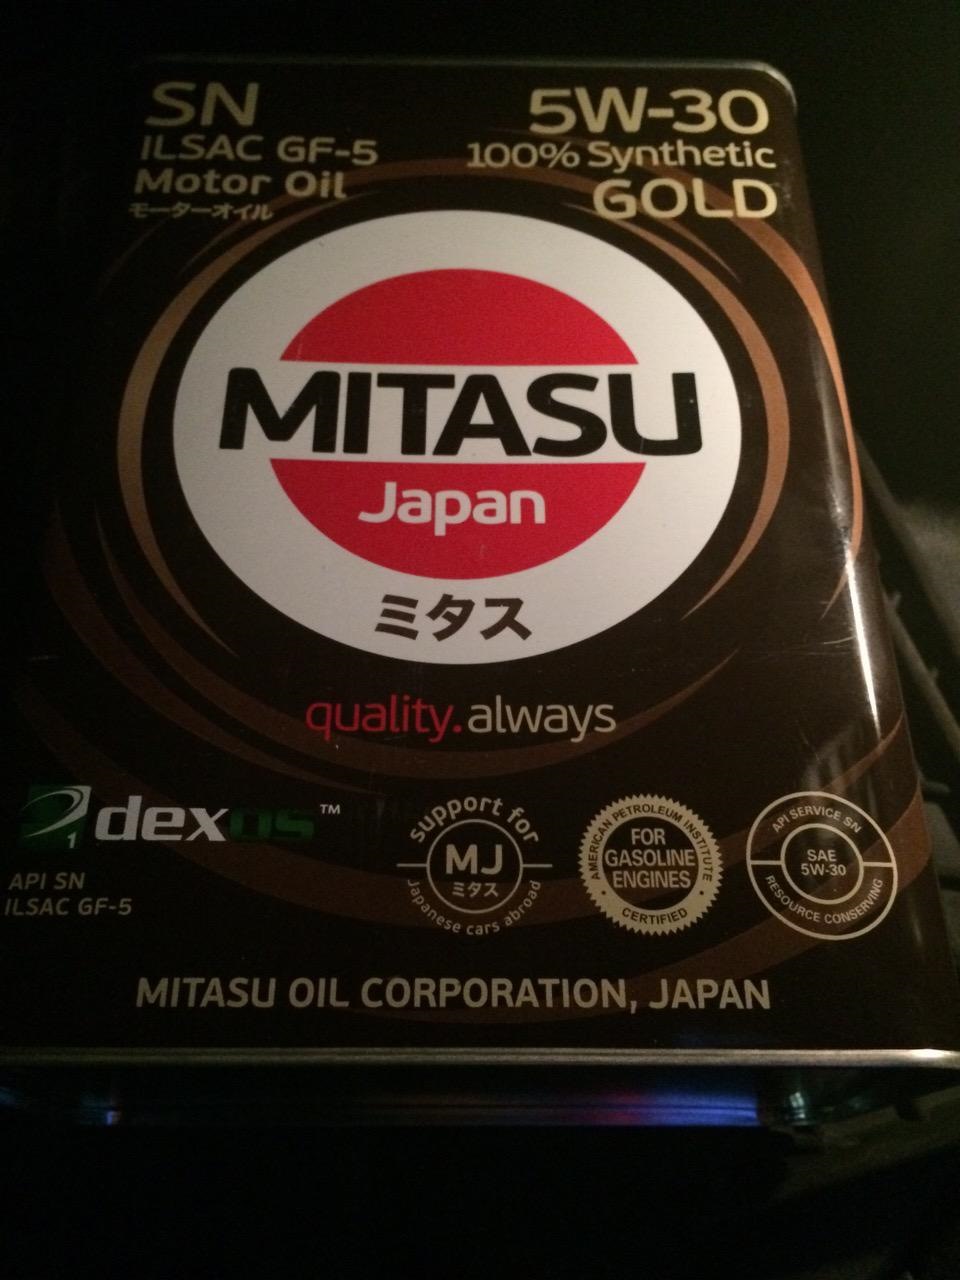 SN
ILSAC GF-5
Motor Oil
モーターオイル
5W-30
100% Synthetic
GOLD
MITASU
Japan
ミタス
quality.always
1
dexos™
API SN
ILSAC GF-5
support for
MJ
ミタス
Japanese cars abroad
AMERICAN PETROLEUM INSTITUTE
FOR
GASOLINE
ENGINES
CERTIFIED
API SERVICE SN
SAE
5W-30
RESOURCE CONSERVING
MITASU OIL CORPORATION, JAPAN